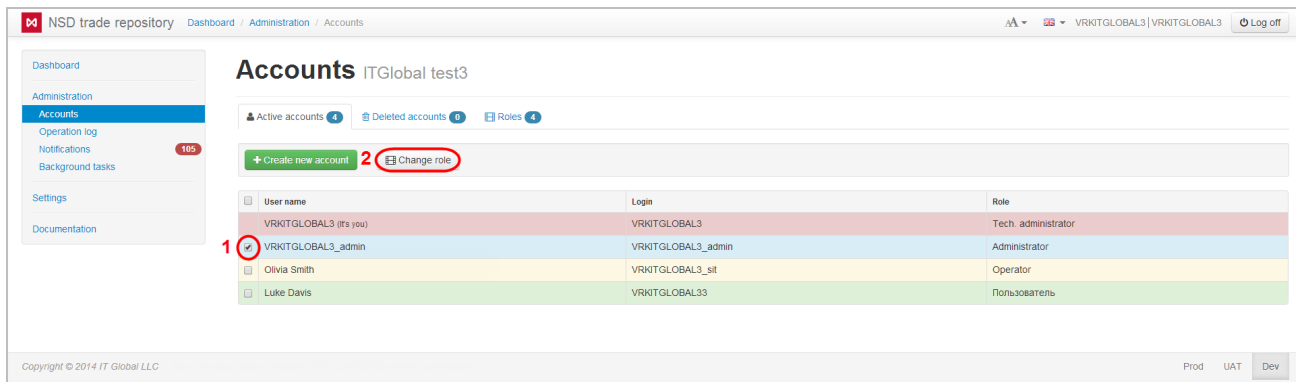 NSD trade repository Dashboard / Administration / Accounts AA VRKITGLOBAL3 | VRKITGLOBAL3 Log off
Dashboard
Administration
Accounts
Operation log
Notifications 105
Background tasks
Settings
Documentation
Accounts ITGlobal test3
Active accounts 4 Deleted accounts 0 Roles 4
+ Create new account 2 Change role
User name Login Role
VRKITGLOBAL3 (It's you) VRKITGLOBAL3 Tech. administrator
1 VRKITGLOBAL3_admin VRKITGLOBAL3_admin Administrator
Olivia Smith VRKITGLOBAL3_sit Operator
Luke Davis VRKITGLOBAL33 Пользователь
Copyright © 2014 IT Global LLC Prod UAT Dev